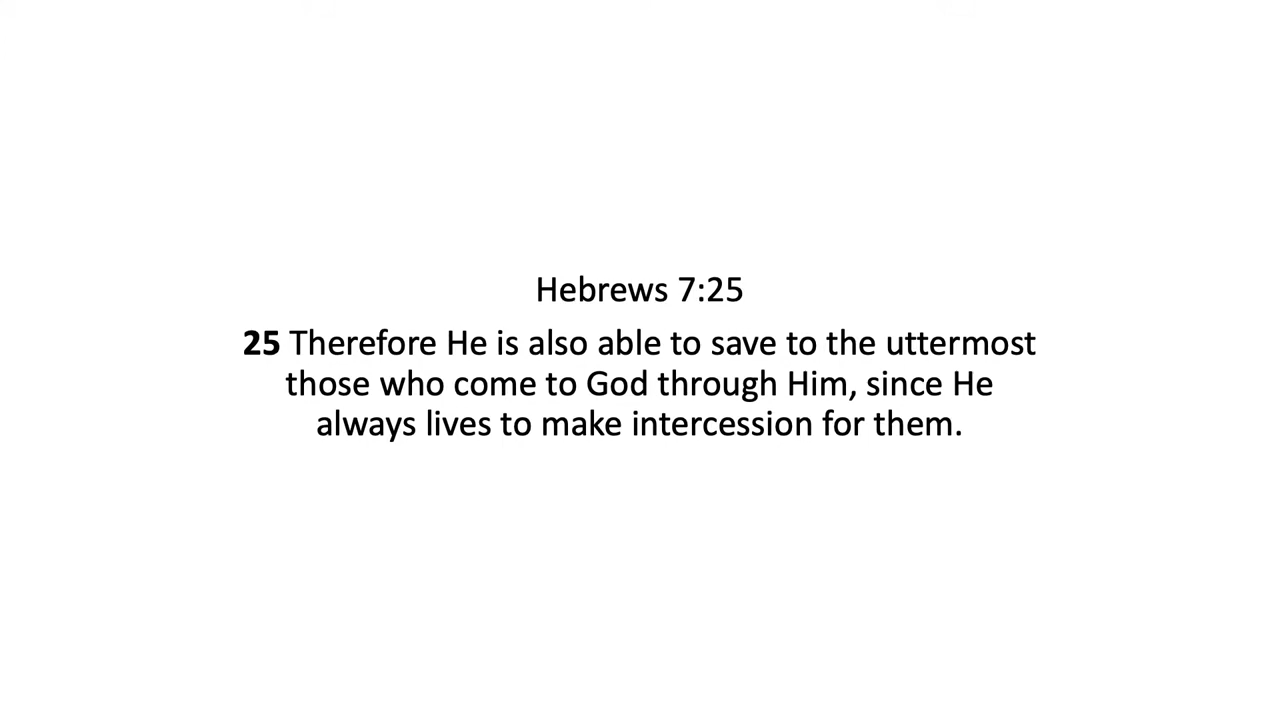 Hebrews 7:25
25 Therefore He is also able to save to the uttermost
those who come to God through Him, since He
always lives to make intercession for them.